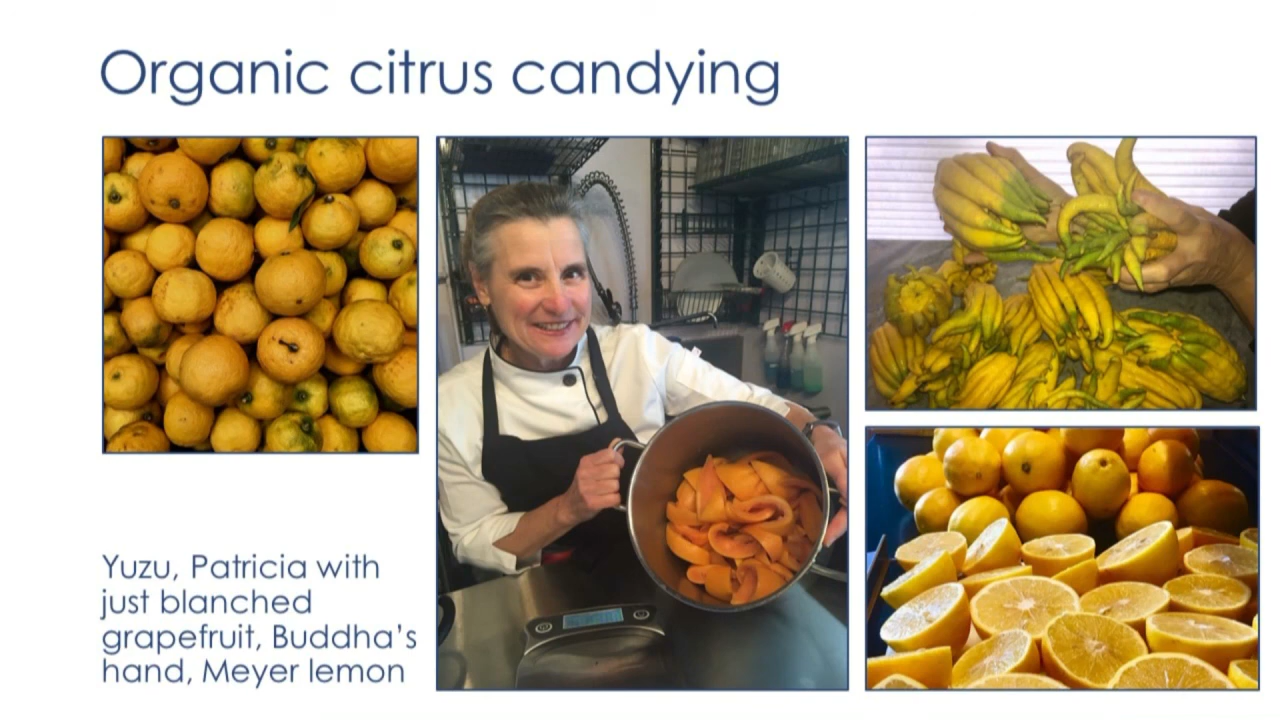 Organic citrus candying
Yuzu, Patricia with
just blanched
grapefruit, Buddha’s
hand, Meyer lemon